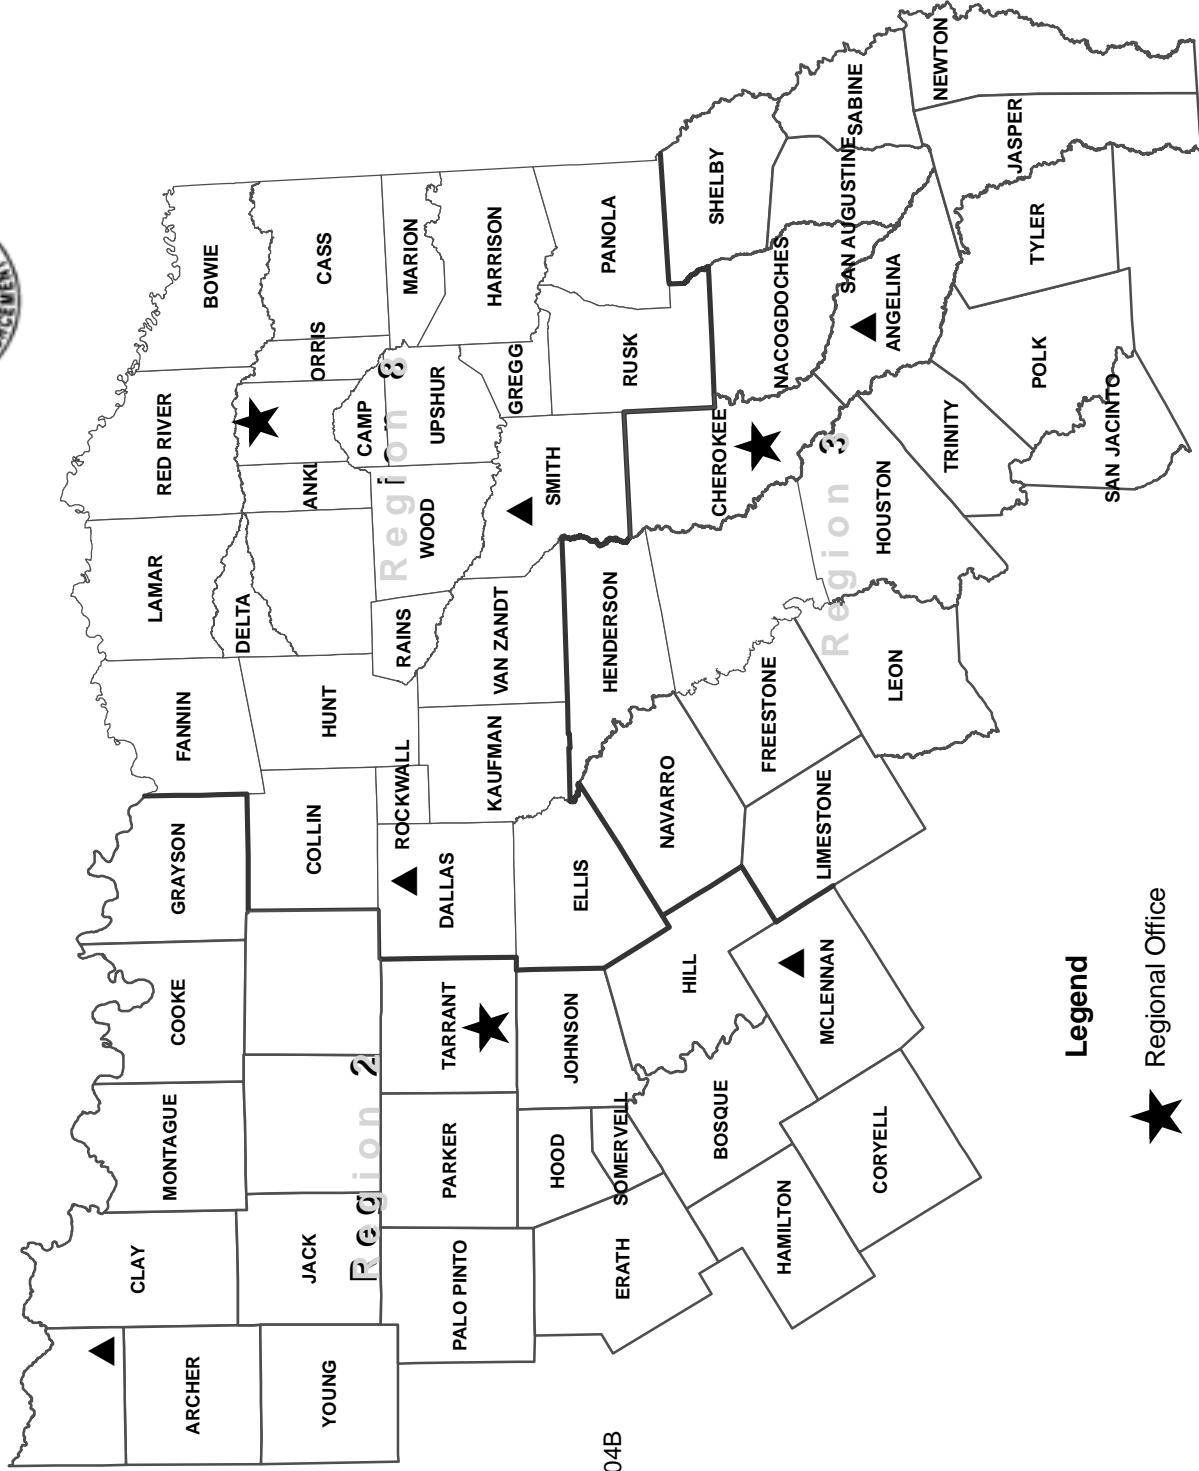 RCEMENT
BOWIE
RED RIVER
LAMAR
FANNIN
GRAYSON
COOKE
MONTAGUE
CLAY
ARCHER
CASS
ORRIS
ANKL
DELTA
HUNT
COLLIN
JACK
YOUNG
MARION
CAMP
Region 8
UPSHUR
WOOD
RAINS
ROCKWALL
DALLAS
Region 2
TARRANT
PARKER
PALO PINTO
HARRISON
GREGG
SMITH
VAN ZANDT
KAUFMAN
ELLIS
JOHNSON
HOOD
SOMERVELL
ERATH
PANOLA
RUSK
HENDERSON
NAVARRO
HILL
BOSQUE
HAMILTON
SHELBY
NACOGDOCHES
CHEROKEE
Region 3
FREESTONE
LIMESTONE
MCLENNAN
CORYELL
SABINE
SAN AUGUSTINE
ANGELINA
HOUSTON
LEON
NEWTON
JASPER
TYLER
POLK
TRINITY
SAN JACINTO
04B
Legend
Regional Office